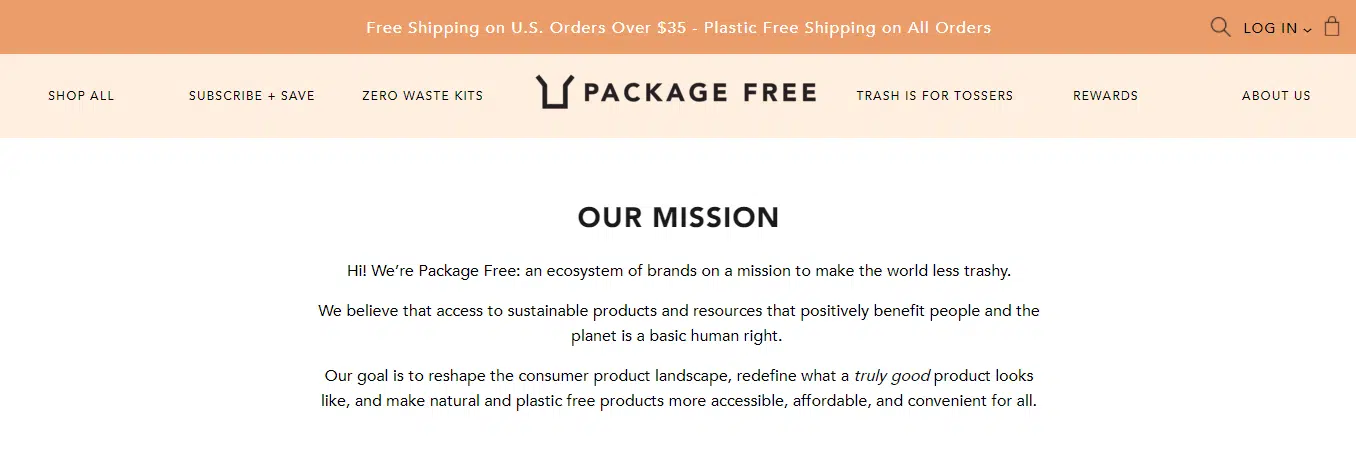 Free Shipping on U.S. Orders Over $35 - Plastic Free Shipping on All Orders
LOG IN
SHOP ALL
SUBSCRIBE + SAVE
ZERO WASTE KITS
PACKAGE FREE
TRASH IS FOR TOSSERS
REWARDS
ABOUT US
OUR MISSION
Hi! We’re Package Free: an ecosystem of brands on a mission to make the world less trashy.
We believe that access to sustainable products and resources that positively benefit people and the
planet is a basic human right.
Our goal is to reshape the consumer product landscape, redefine what a truly good product looks
like, and make natural and plastic free products more accessible, affordable, and convenient for all.